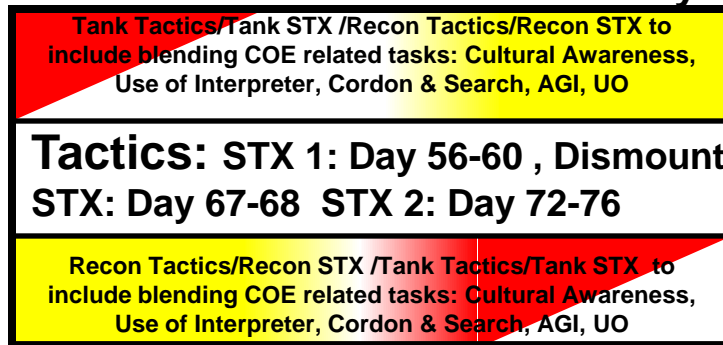 Tank Tactics/Tank STX /Recon Tactics/Recon STX to
include blending COE related tasks: Cultural Awareness,
Use of Interpreter, Cordon & Search, AGI, UO
Tactics: STX 1: Day 56-60 , Dismount
STX: Day 67-68 STX 2: Day 72-76
Recon Tactics/Recon STX /Tank Tactics/Tank STX to
include blending COE related tasks: Cultural Awareness,
Use of Interpreter, Cordon & Search, AGI, UO